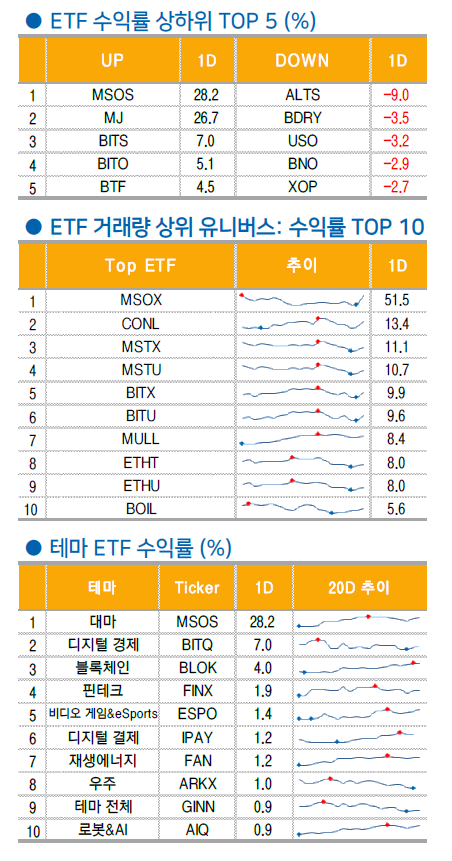 ● ETF 수익률 상하위 TOP 5 (%)
UP 1D DOWN 1D
1 MSOS 28.2 ALTS -9.0
2 MJ 26.7 BDRY -3.5
3 BITS 7.0 USO -3.2
4 BITO 5.1 BNO -2.9
5 BTF 4.5 XOP -2.7
● ETF 거래량 상위 유니버스: 수익률 TOP 10
Top ETF 추이 1D
1 MSOX 51.5
2 CONL 13.4
3 MSTX 11.1
4 MSTU 10.7
5 BITX 9.9
6 BITU 9.6
7 MULL 8.4
8 ETHT 8.0
9 ETHU 8.0
10 BOIL 5.6
● 테마 ETF 수익률 (%)
테마 Ticker 1D 20D 추이
1 대마 MSOS 28.2
2 디지털 경제 BITQ 7.0
3 블록체인 BLOK 4.0
4 핀테크 FINX 1.9
5 비디오 게임&eSports ESPO 1.4
6 디지털 결제 IPAY 1.2
7 재생에너지 FAN 1.2
8 우주 ARKX 1.0
9 테마 전체 GINN 0.9
10 로봇&AI AIQ 0.9